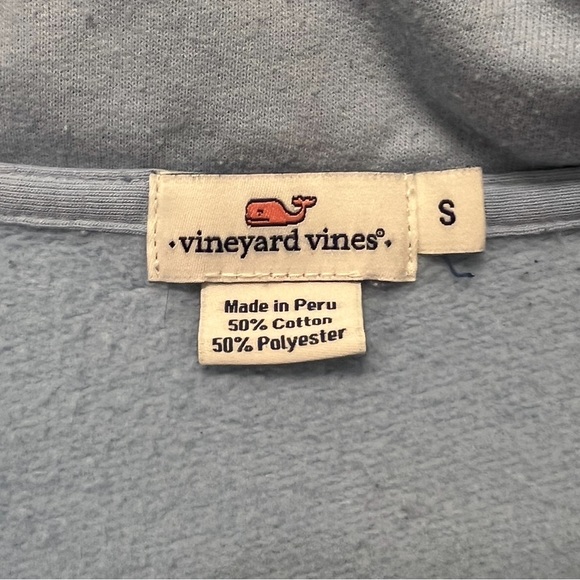 ·vineyard vines®·
S
Made in Peru
50% Cotton
50% Polyester